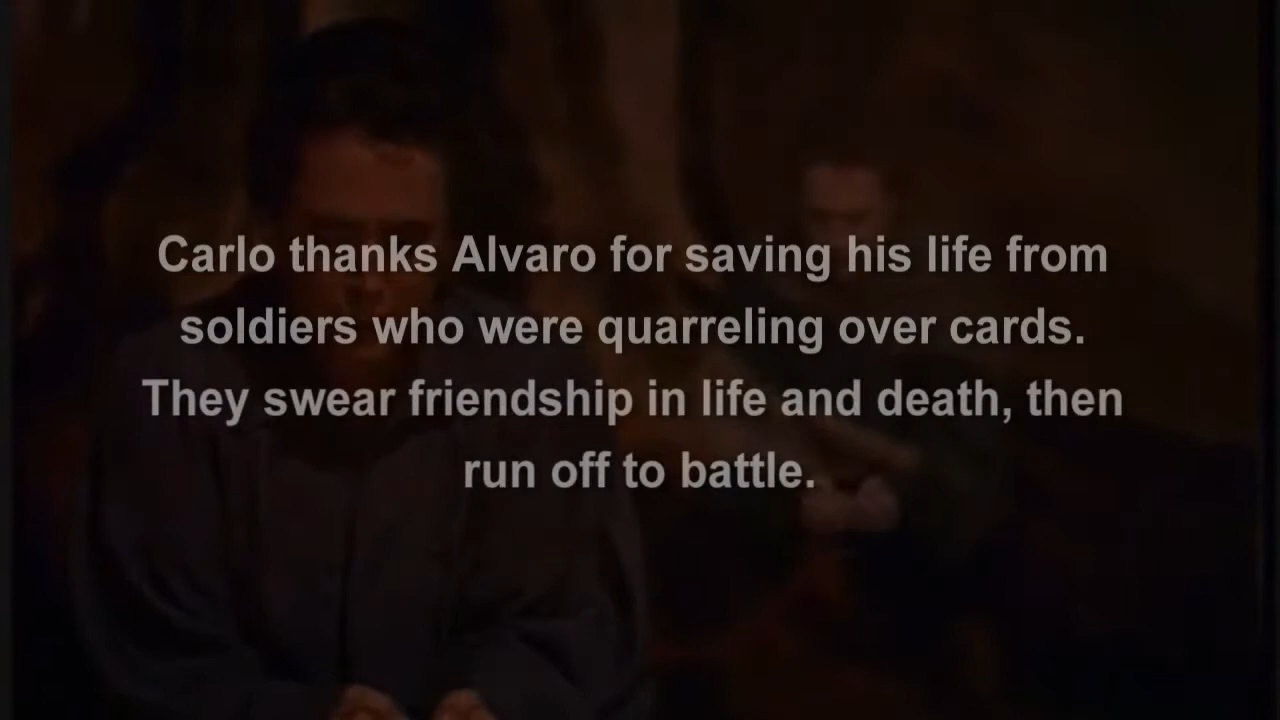 Carlo thanks Alvaro for saving his life from
soldiers who were quarreling over cards.
They swear friendship in life and death, then
run off to battle.